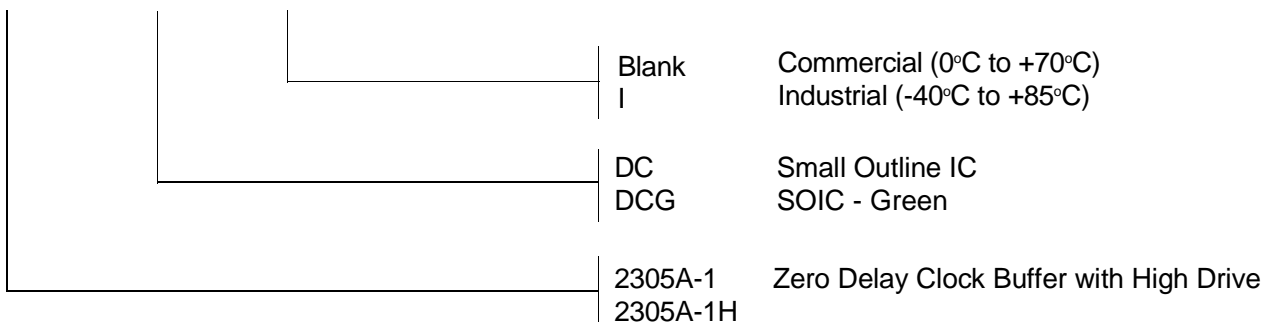 Blank Commercial (0°C to +70°C)
I Industrial (-40°C to +85°C)
DC Small Outline IC
DCG SOIC - Green
2305A-1 Zero Delay Clock Buffer with High Drive
2305A-1H